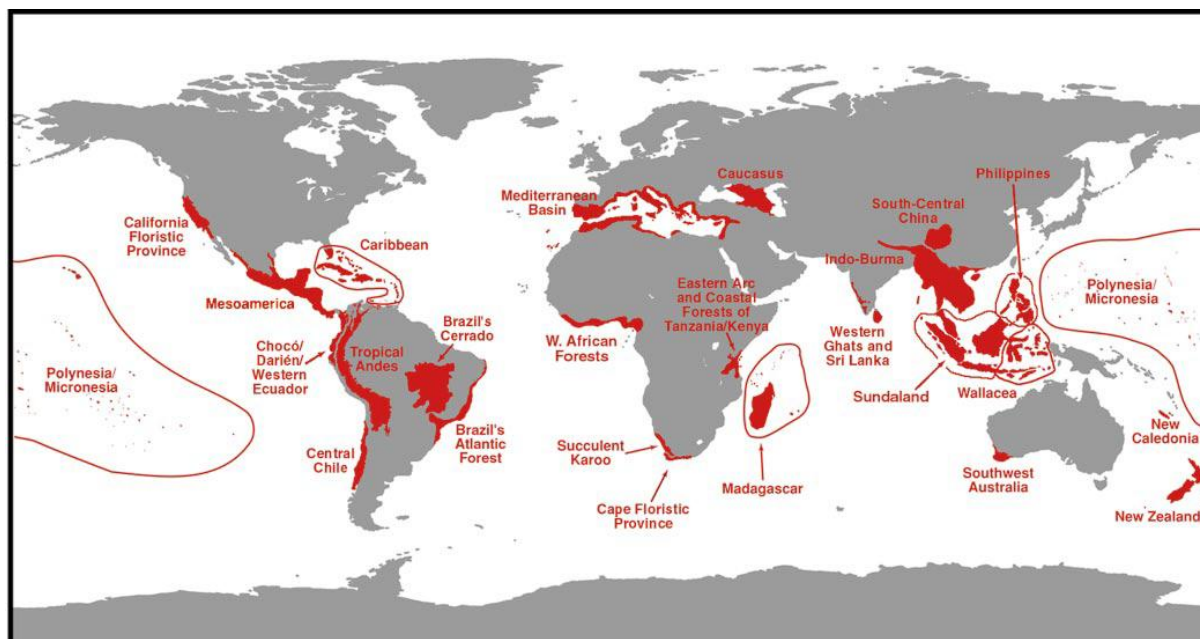 Philippines
Caucasus
Mediterranean
Basin
South-Central
China
California
Floristic
Province
Caribbean
Indo-Burma
Eastern Arc
and Coastal
Forests of
Tanzania/Kenya
Polynesia/
Micronesia
Mesoamerica
Brazil's
Cerrado
W. African
Forests
Western
Ghats and
Sri Lanka
Chocó/
Darién/
Western
Ecuador
Tropical
Andes
Polynesia/
Micronesia
Sundaland
Wallacea
New
Caledonia
Central
Chile
Brazil's
Atlantic
Forest
Succulent
Karoo
Madagascar
Southwest
Australia
Cape Floristic
Province
New Zealand